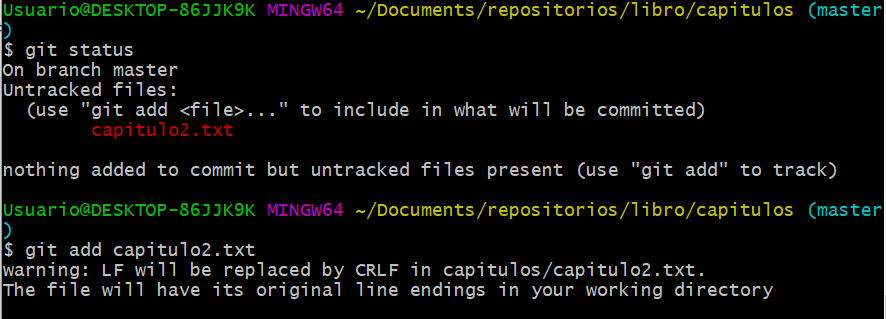 Usuario@DESKTOP-86JJK9K MINGW64 ~/Documents/repositorios/libro/capitulos (master
)
$ git status
On branch master
Untracked files:
  (use "git add <file>..." to include in what will be committed)
        capitulo2.txt

nothing added to commit but untracked files present (use "git add" to track)

Usuario@DESKTOP-86JJK9K MINGW64 ~/Documents/repositorios/libro/capitulos (master
)
$ git add capitulo2.txt
warning: LF will be replaced by CRLF in capitulos/capitulo2.txt.
The file will have its original line endings in your working directory